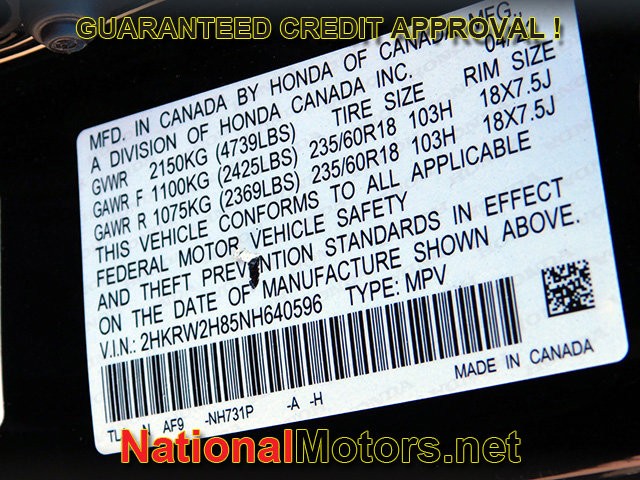 GUARANTEED CREDIT APPROVAL !
MFD. IN CANADA BY HONDA OF CANADA MFG.,
A DIVISION OF HONDA CANADA INC. 04/
GVWR 2150KG (4739LBS) TIRE SIZE RIM SIZE
GAWR F 1100KG (2425LBS) 235/60R18 103H 18X7.5J
GAWR R 1075KG (2369LBS) 235/60R18 103H 18X7.5J
THIS VEHICLE CONFORMS TO ALL APPLICABLE
FEDERAL MOTOR VEHICLE SAFETY
AND THEFT PREVENTION STANDARDS IN EFFECT
ON THE DATE OF MANUFACTURE SHOWN ABOVE.
V.I.N.: 2HKRW2H85NH640596 TYPE: MPV
TL N AF9 -NH731P -A -H MADE IN CANADA
NationalMotors.net